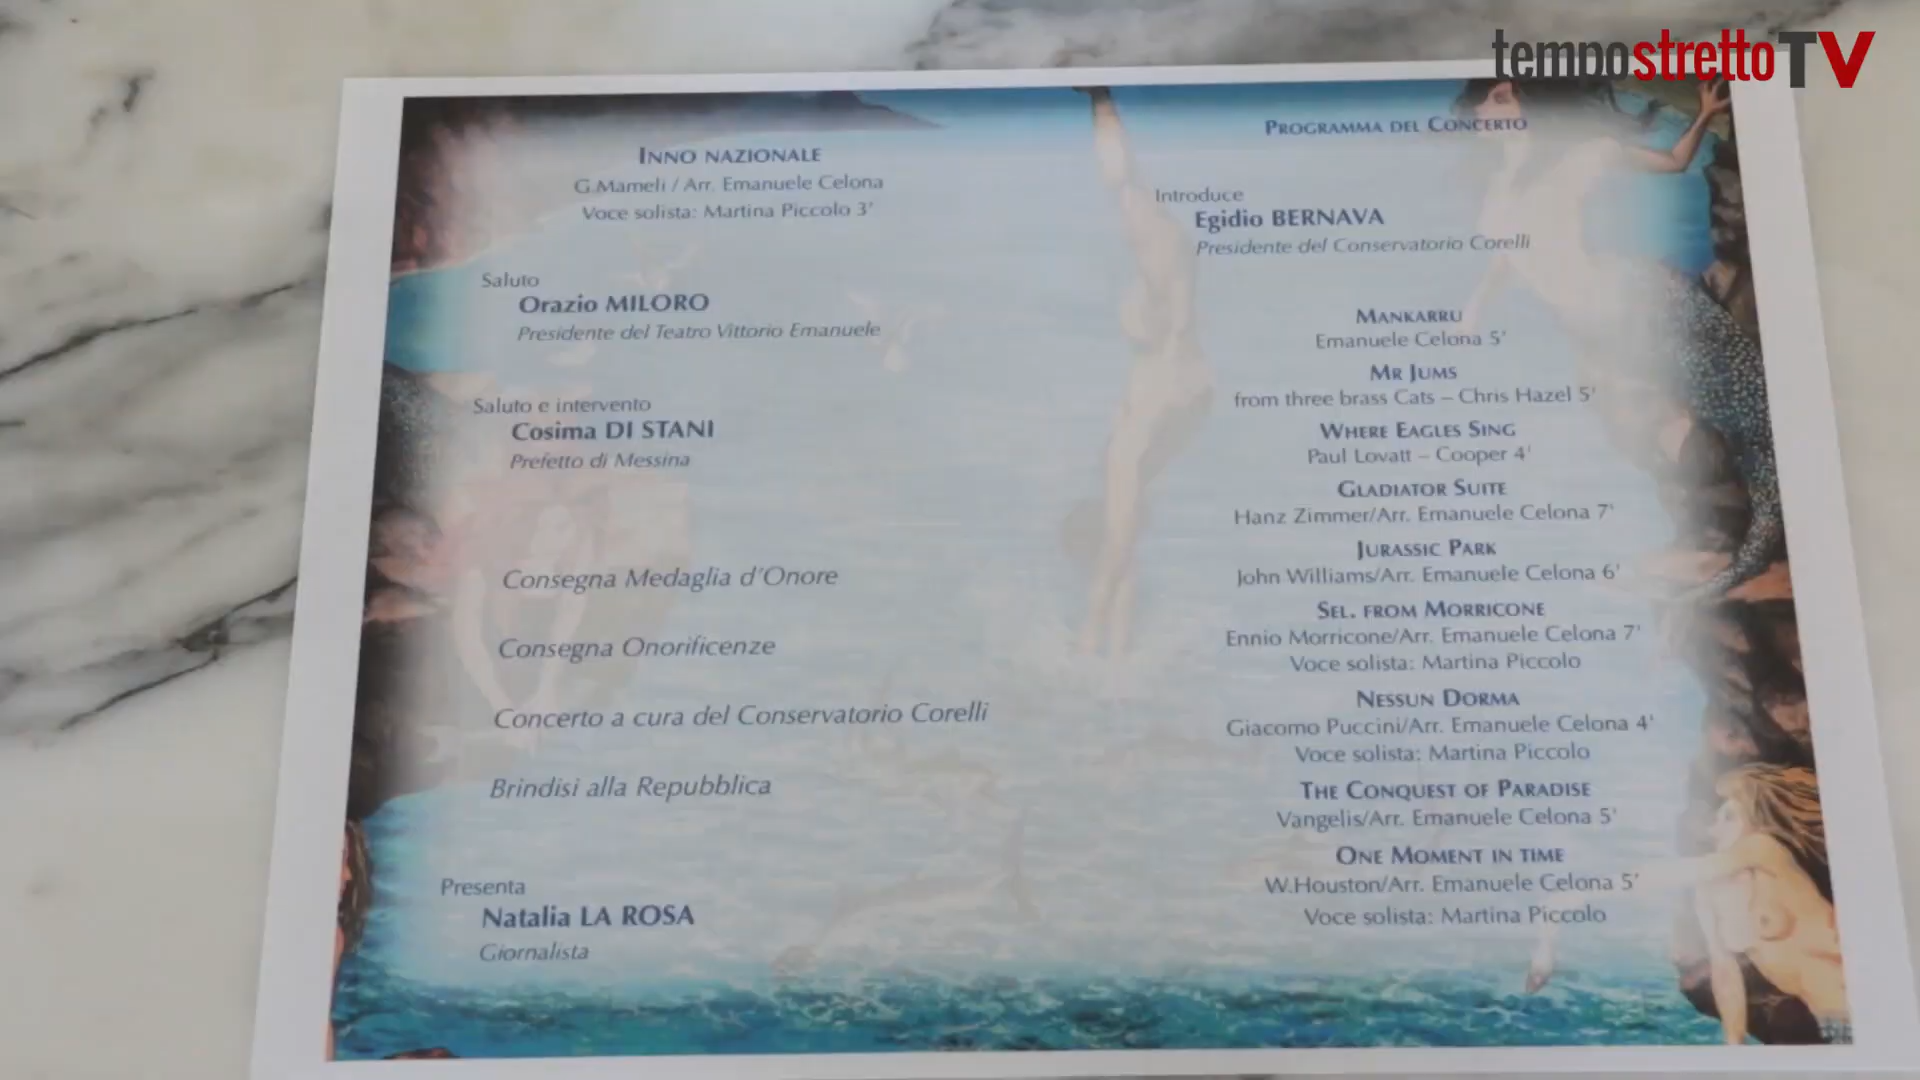 tempostrettoTV
INNO NAZIONALE
G.Mameli / Arr. Emanuele Celona
Voce solista: Martina Piccolo 3'
Saluto
Orazio MILORO
Presidente del Teatro Vittorio Emanuele
Saluto e intervento
Cosima DI STANI
Prefetto di Messina
Consegna Medaglia d'Onore
Consegna Onorificenze
Concerto a cura del Conservatorio Corelli
Brindisi alla Repubblica
Presenta
Natalia LA ROSA
Giornalista
PROGRAMMA DEL CONCERTO
Introduce
Egidio BERNAVA
Presidente del Conservatorio Corelli
MANKARRU
Emanuele Celona 5'
MR JUMS
from three brass Cats – Chris Hazel 5'
WHERE EAGLES SING
Paul Lovatt – Cooper 4'
GLADIATOR SUITE
Hanz Zimmer/Arr. Emanuele Celona 7'
JURASSIC PARK
John Williams/Arr. Emanuele Celona 6'
SEL. FROM MORRICONE
Ennio Morricone/Arr. Emanuele Celona 7'
Voce solista: Martina Piccolo
NESSUN DORMA
Giacomo Puccini/Arr. Emanuele Celona 4'
Voce solista: Martina Piccolo
THE CONQUEST OF PARADISE
Vangelis/Arr. Emanuele Celona 5'
ONE MOMENT IN TIME
W.Houston/Arr. Emanuele Celona 5'
Voce solista: Martina Piccolo